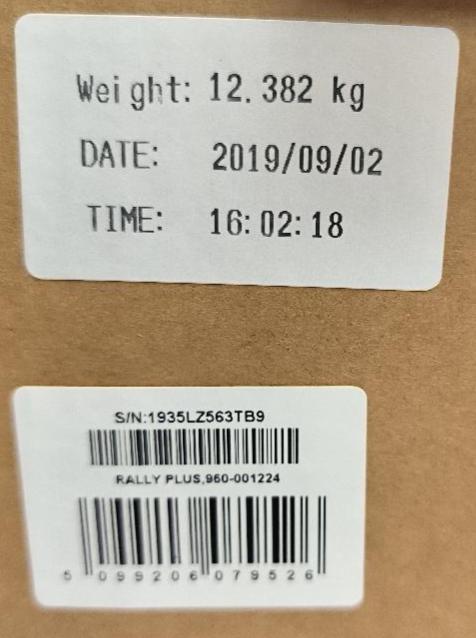 Weight: 12.382 kg
DATE: 2019/09/02
TIME: 16:02:18
S/N:1935LZ563TB9
RALLY PLUS,960-001224
5 099206 079526